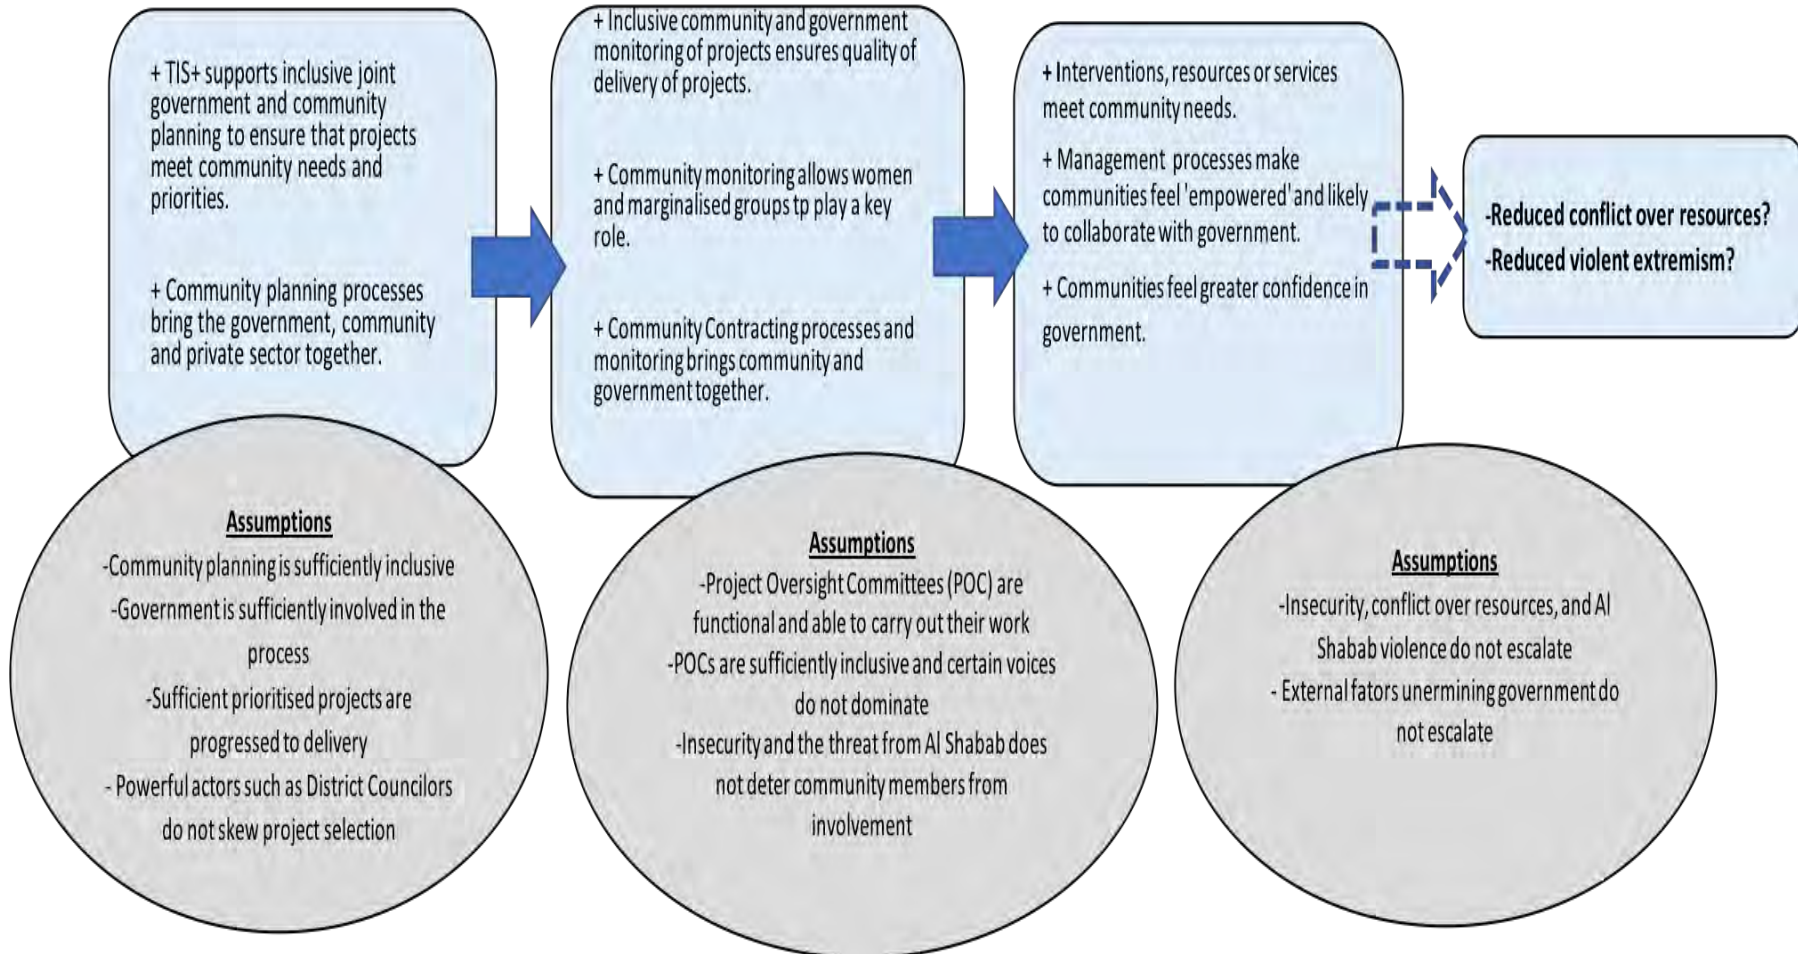 + TIS+ supports inclusive joint
government and community
planning to ensure that projects
meet community needs and
priorities.
+ Community planning processes
bring the government, community
and private sector together.
+ Inclusive community and government
monitoring of projects ensures quality of
delivery of projects.
+ Community monitoring allows women
and marginalised groups tp play a key
role.
+ Community Contracting processes and
monitoring brings community and
government together.
+ Interventions, resources or services
meet community needs.
+ Management processes make
communities feel 'empowered' and likely
to collaborate with government.
+ Communities feel greater confidence in
government.
-Reduced conflict over resources?
-Reduced violent extremism?
Assumptions
-Community planning is sufficiently inclusive
-Government is sufficiently involved in the
process
-Sufficient prioritised projects are
progressed to delivery
- Powerful actors such as District Councilors
do not skew project selection
Assumptions
-Project Oversight Committees (POC) are
functional and able to carry out their work
-POCs are sufficiently inclusive and certain voices
do not dominate
-Insecurity and the threat from Al Shabab does
not deter community members from
involvement
Assumptions
-Insecurity, conflict over resources, and Al
Shabab violence do not escalate
- External fators unermining government do
not escalate